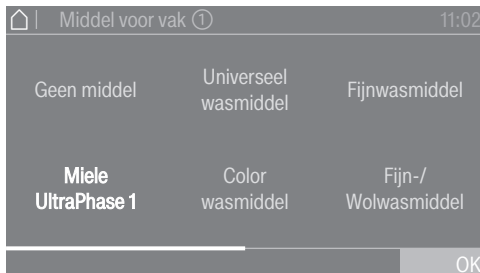 Middel voor vak ① 11:02
Geen middel
Universeel
wasmiddel
Fijnwasmiddel
Miele
UltraPhase 1
Color
wasmiddel
Fijn-/
Wolwasmiddel
OK